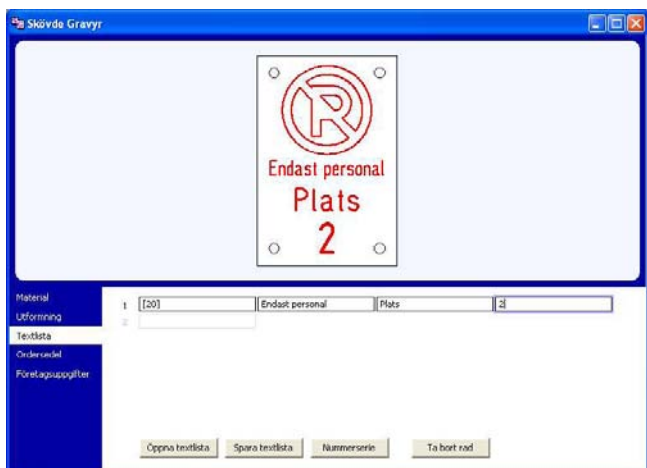 Skövde Gravyr
P
Endast personal
Plats
2
Material
Utformning
Textlista
Ordersedel
Företagsuppgifter
1 [20] Endast personal Plats 2
2
Öppna textlista Spara textlista Nummerserie Ta bort rad